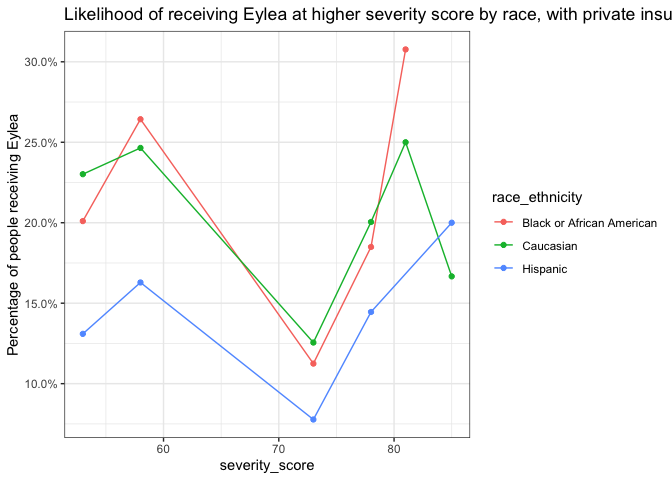 Likelihood of receiving Eylea at higher severity score by race, with private insu
30.0%
25.0%
20.0%
15.0%
10.0%
Percentage of people receiving Eylea
60 70 80
severity_score
race_ethnicity
Black or African American
Caucasian
Hispanic